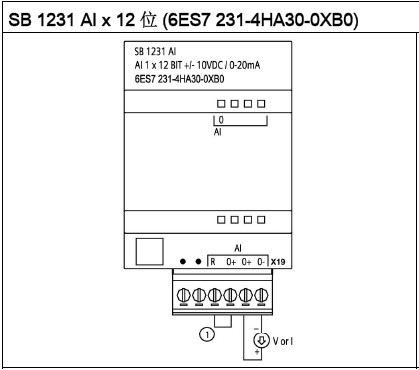 SB 1231 AI x 12 位 (6ES7 231-4HA30-0XB0)
SB 1231 AI
AI 1 x 12 BIT +/- 10VDC / 0-20mA
6ES7 231-4HA30-0XB0
0
AI
AI
R 0+ 0+ 0- X19
1
- V or I
+